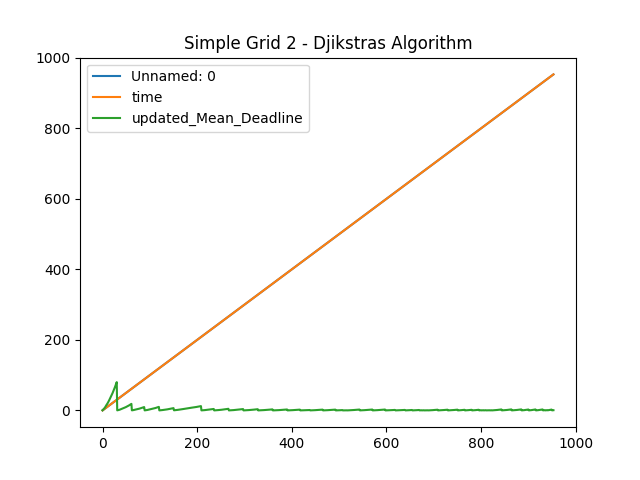 Simple Grid 2 - Djikstras Algorithm
1000
Unnamed: 0
time
updated_Mean_Deadline
800
600
400
200
0
0 200 400 600 800 1000